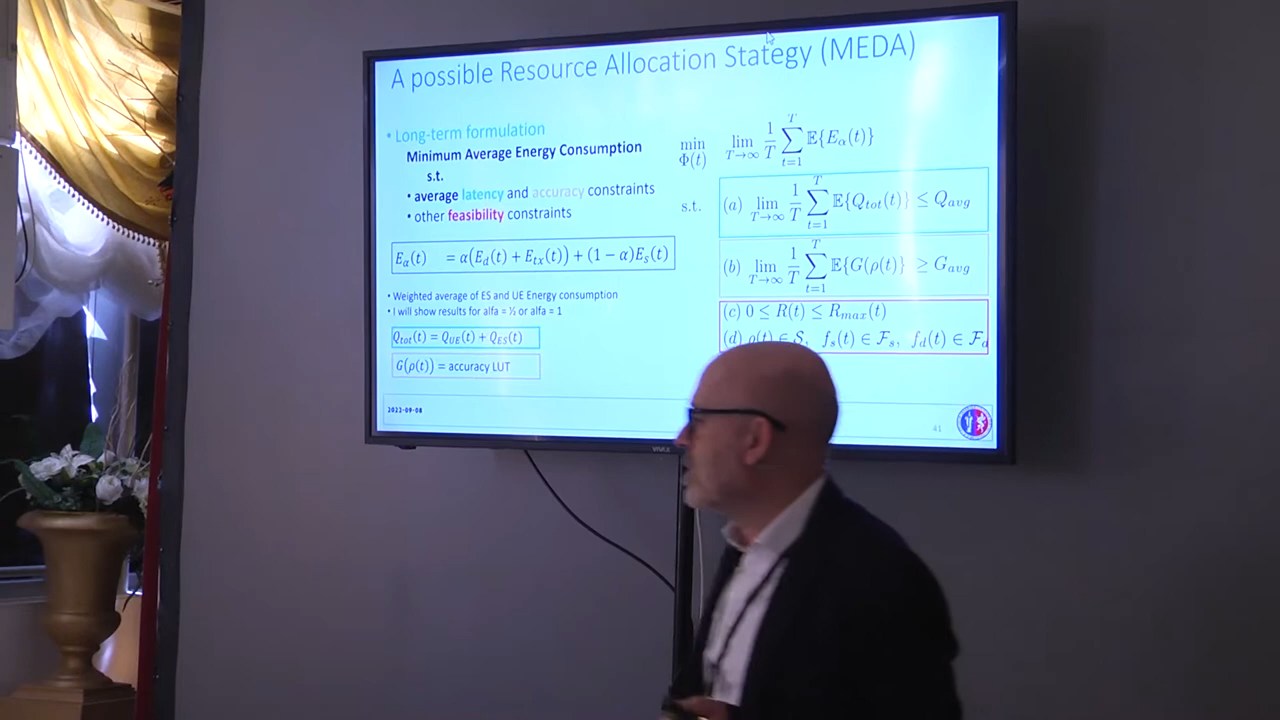 A possible Resource Allocation Stategy (MEDA)
• Long-term formulation
Minimum Average Energy Consumption
s.t.
• average latency and accuracy constraints
• other feasibility constraints
E_α(t) = α(E_d(t) + E_tx(t)) + (1 − α)E_s(t)
• Weighted average of ES and UE Energy consumption
• I will show results for alfa = ½ or alfa = 1
Q_tot(t) = Q_UE(t) + Q_ES(t)
G(ρ(t)) = accuracy LUT
min Φ(t) lim T→∞ 1/T ∑ t=1 T 𝔼{E_α(t)}
s.t. (a) lim T→∞ 1/T ∑ t=1 T 𝔼{Q_tot(t)} ≤ Q_avg
(b) lim T→∞ 1/T ∑ t=1 T 𝔼{G(ρ(t)} ≥ G_avg
(c) 0 ≤ R(t) ≤ R_max(t)
(d) ρ(t) ∈ 𝒮, f_s(t) ∈ ℱ_s, f_d(t) ∈ ℱ_d
2022-09-08
41